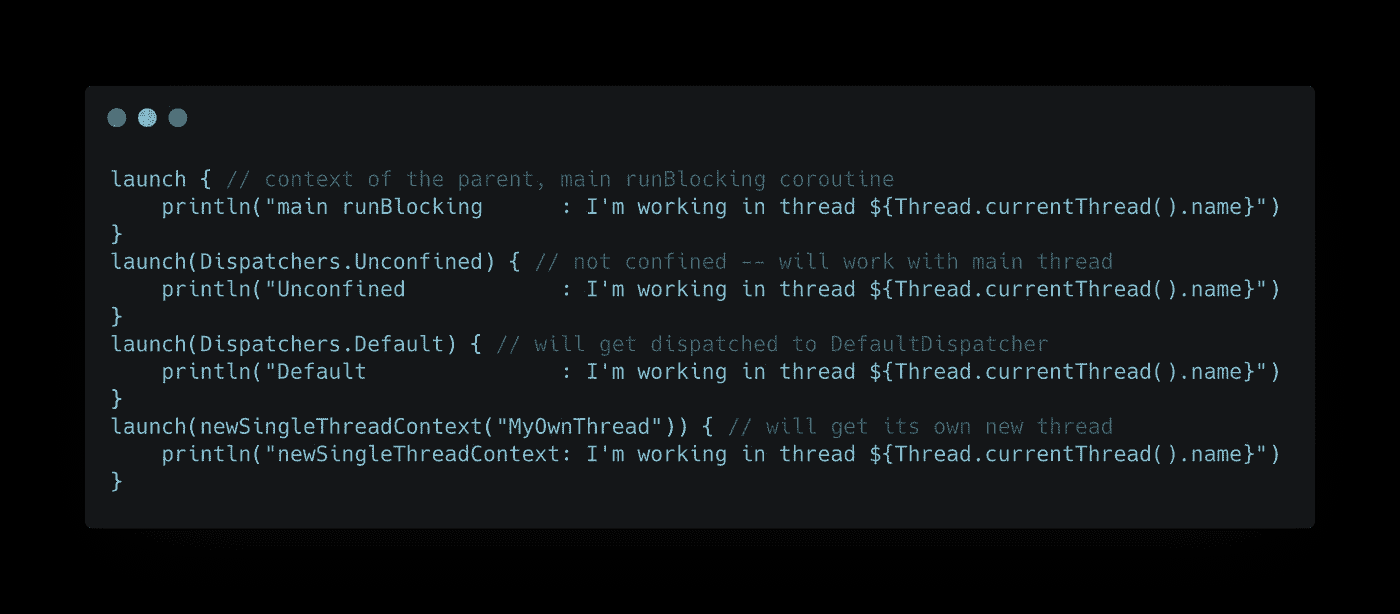 launch { // context of the parent, main runBlocking coroutine
    println("main runBlocking      : I'm working in thread ${Thread.currentThread().name}")
}
launch(Dispatchers.Unconfined) { // not confined -- will work with main thread
    println("Unconfined            : I'm working in thread ${Thread.currentThread().name}")
}
launch(Dispatchers.Default) { // will get dispatched to DefaultDispatcher
    println("Default               : I'm working in thread ${Thread.currentThread().name}")
}
launch(newSingleThreadContext("MyOwnThread")) { // will get its own new thread
    println("newSingleThreadContext: I'm working in thread ${Thread.currentThread().name}")
}